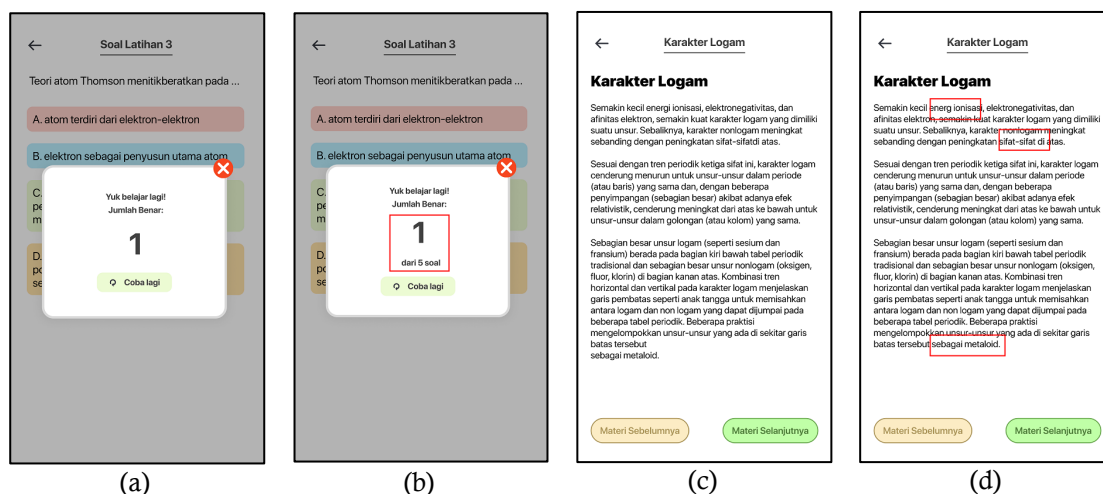 ←
Soal Latihan 3
Teori atom Thomson menitikberatkan pada ...
A. atom terdiri dari elektron-elektron
B. elektron sebagai penyusun utama atom
C.
pe
m
D.
po
se
Yuk belajar lagi!
Jumlah Benar:
1
Coba lagi
(a)
←
Soal Latihan 3
Teori atom Thomson menitikberatkan pada ...
A. atom terdiri dari elektron-elektron
B. elektron sebagai penyusun utama atom
C.
pe
m
D.
po
se
Yuk belajar lagi!
Jumlah Benar:
1
dari 5 soal
Coba lagi
(b)
←
Karakter Logam
Karakter Logam
Semakin kecil energi ionisasi, elektronegativitas, dan
afinitas elektron, semakin kuat karakter logam yang dimiliki
suatu unsur. Sebaliknya, karakter nonlogam meningkat
sebanding dengan peningkatan sifat-sifatdi atas.
Sesuai dengan tren periodik ketiga sifat ini, karakter logam
cenderung menurun untuk unsur-unsur dalam periode
(atau baris) yang sama dan, dengan beberapa
penyimpangan (sebagian besar) akibat adanya efek
relativistik, cenderung meningkat dari atas ke bawah untuk
unsur-unsur dalam golongan (atau kolom) yang sama.
Sebagian besar unsur logam (seperti sesium dan
fransium) berada pada bagian kiri bawah tabel periodik
tradisional dan sebagian besar unsur nonlogam (oksigen,
fluor, klorin) di bagian kanan atas. Kombinasi tren
horizontal dan vertikal pada karakter logam menjelaskan
garis pembatas seperti anak tangga untuk memisahkan
antara logam dan non logam yang dapat dijumpai pada
beberapa tabel periodik. Beberapa praktisi
mengelompokkan unsur-unsur yang ada di sekitar garis
batas tersebut
sebagai metaloid.
Materi Sebelumnya
Materi Selanjutnya
(c)
←
Karakter Logam
Karakter Logam
Semakin kecil energ ionisasi, elektronegativitas, dan
afinitas elektron, semakin kuat karakter logam yang dimiliki
suatu unsur. Sebaliknya, karakter nonlogam meningkat
sebanding dengan peningkatan sifat-sifat di atas.
Sesuai dengan tren periodik ketiga sifat ini, karakter logam
cenderung menurun untuk unsur-unsur dalam periode
(atau baris) yang sama dan, dengan beberapa
penyimpangan (sebagian besar) akibat adanya efek
relativistik, cenderung meningkat dari atas ke bawah untuk
unsur-unsur dalam golongan (atau kolom) yang sama.
Sebagian besar unsur logam (seperti sesium dan
fransium) berada pada bagian kiri bawah tabel periodik
tradisional dan sebagian besar unsur nonlogam (oksigen,
fluor, klorin) di bagian kanan atas. Kombinasi tren
horizontal dan vertikal pada karakter logam menjelaskan
garis pembatas seperti anak tangga untuk memisahkan
antara logam dan non logam yang dapat dijumpai pada
beberapa tabel periodik. Beberapa praktisi
mengelompokkan unsur-unsur yang ada di sekitar garis
batas tersebut sebagai metaloid.
Materi Sebelumnya
Materi Selanjutnya
(d)